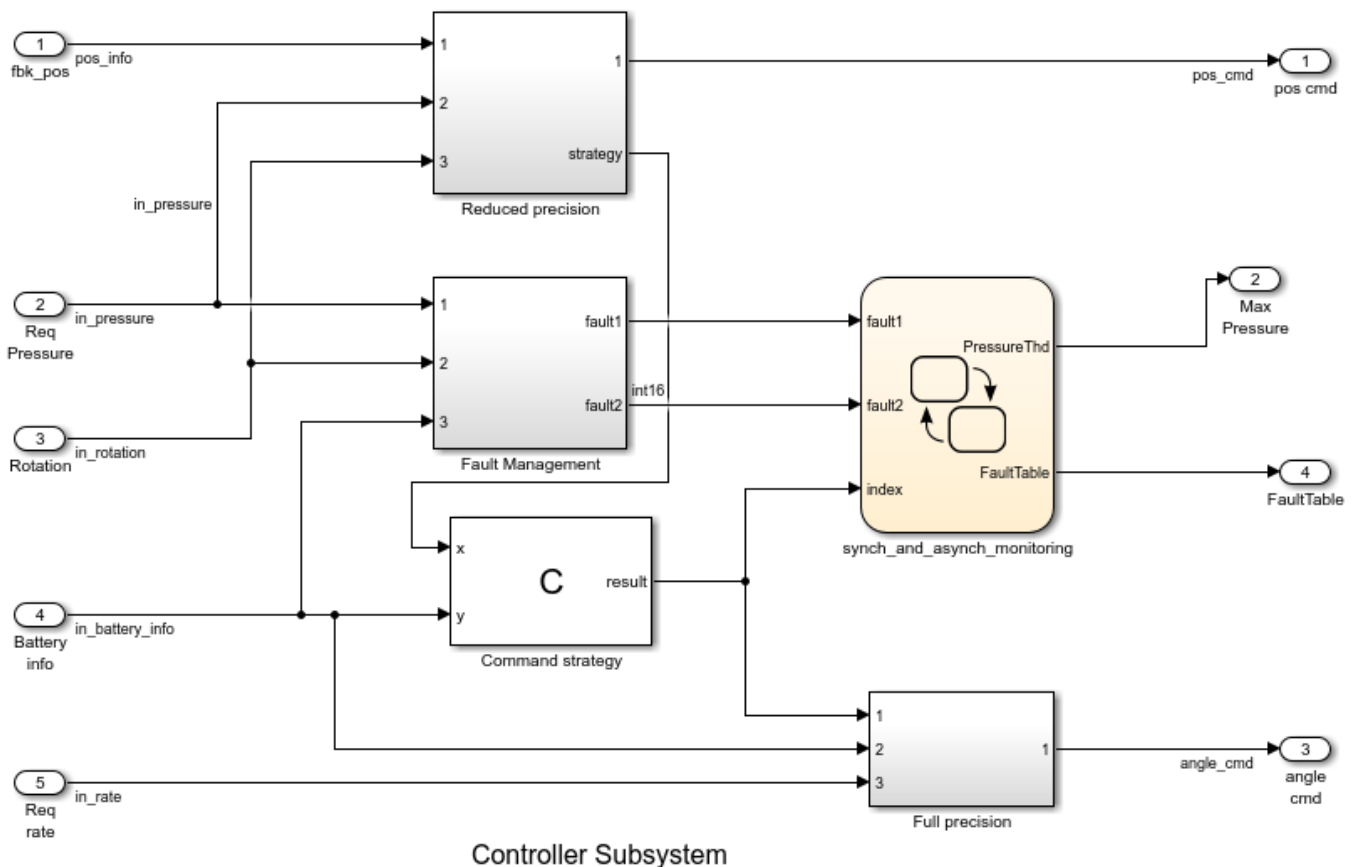 1
fbk_pos
pos_info
1
2
3
1
strategy
Reduced precision
pos_cmd
1
pos cmd
in_pressure
2
Req
Pressure
in_pressure
1
2
3
fault1
fault2
int16
Fault Management
3
Rotation
in_rotation
fault1
fault2
index
PressureThd
FaultTable
synch_and_asynch_monitoring
2
Max
Pressure
4
FaultTable
x
y
C
result
Command strategy
4
Battery
info
in_battery_info
5
Req
rate
in_rate
1
2
3
1
Full precision
angle_cmd
3
angle
cmd
Controller Subsystem